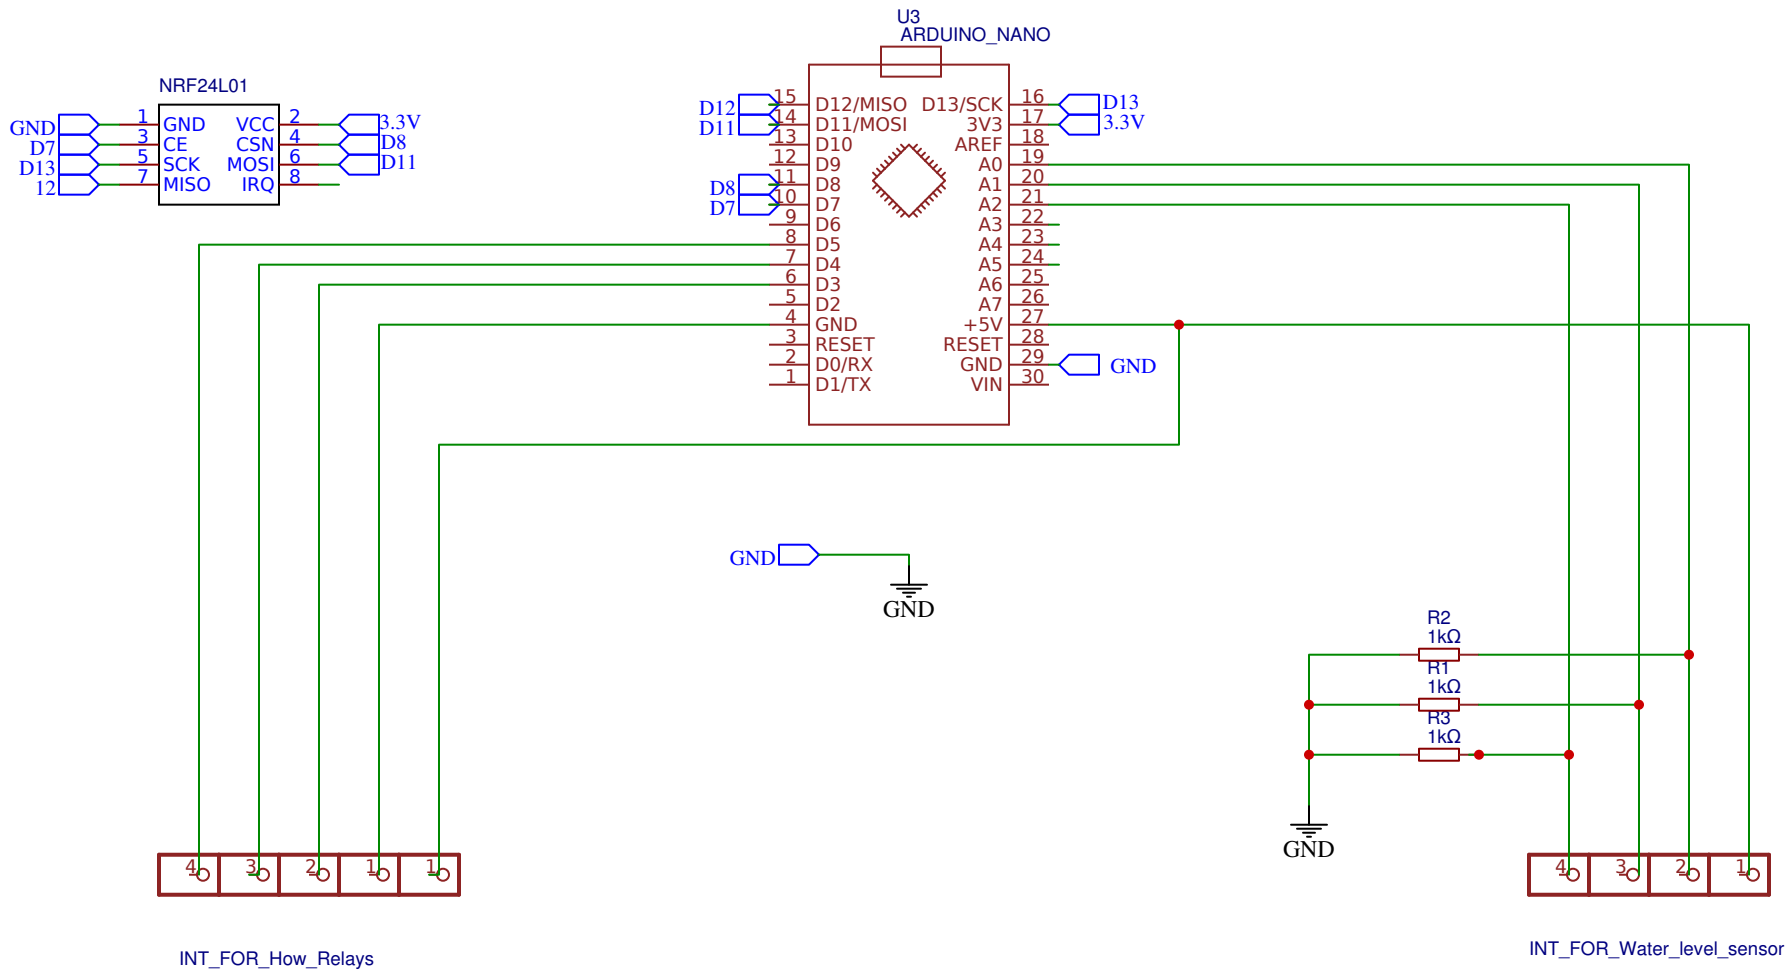 U3
ARDUINO_NANO
NRF24L01
GND 1 GND VCC 2 3.3V
D7 3 CE CSN 4 D8
D13 5 SCK MOSI 6 D11
12 7 MISO IRQ 8
D12 15 D12/MISO D13/SCK 16 D13
D11 14 D11/MOSI 3V3 17 3.3V
13 D10 AREF 18
12 D9 A0 19
D8 11 D8 A1 20
D7 10 D7 A2 21
9 D6 A3 22
8 D5 A4 23
7 D4 A5 24
6 D3 A6 25
5 D2 A7 26
4 GND +5V 27
3 RESET RESET 28
2 D0/RX GND 29 GND
1 D1/TX VIN 30
GND
GND
R2
1kΩ
R1
1kΩ
R3
1kΩ
GND
4 3 2 1 1
4 3 2 1
INT_FOR_How_Relays
INT_FOR_Water_level_sensor